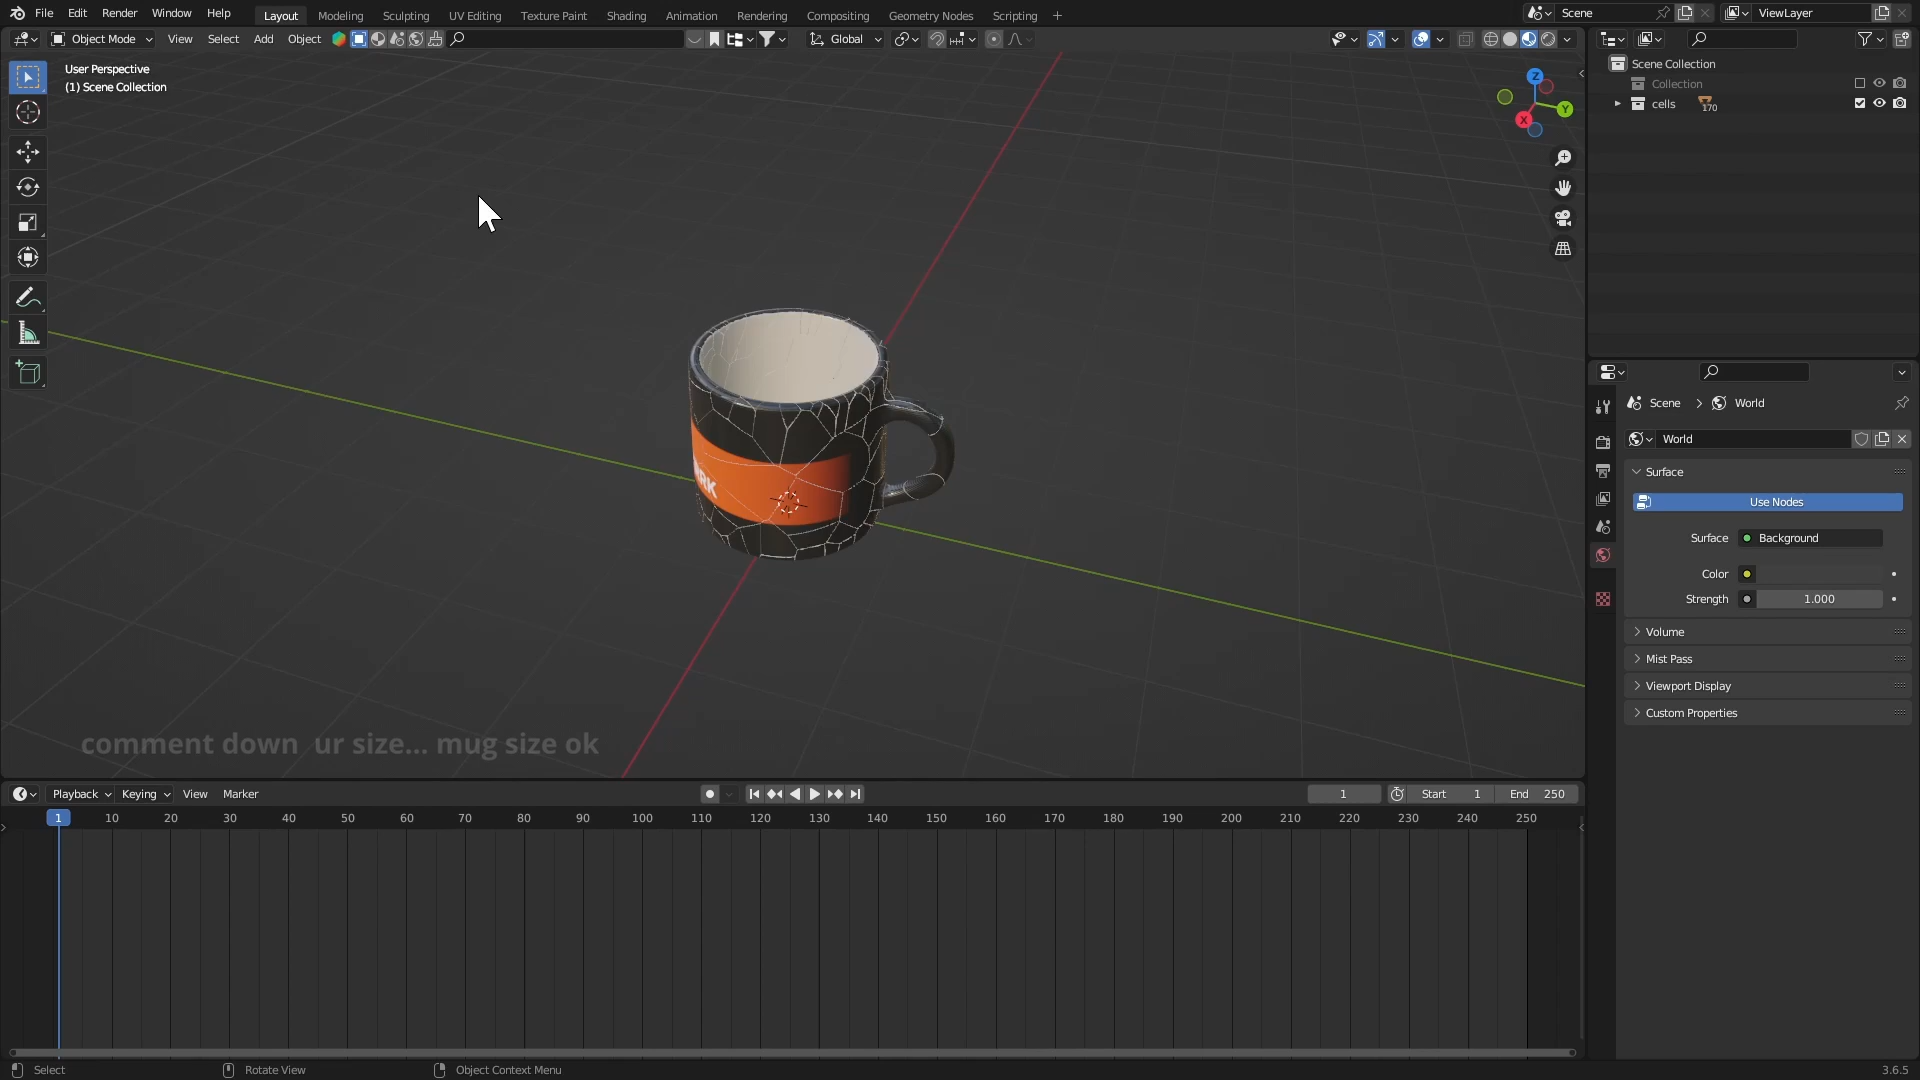 File Edit Render Window Help Layout Modeling Sculpting UV Editing Texture Paint Shading Animation Rendering Compositing Geometry Nodes Scripting Scene ViewLayer
Object Mode View Select Add Object Global
User Perspective
(1) Scene Collection
Z
Y
X
RK
comment down  ur size... mug size ok
Scene Collection
Collection
cells 170
Scene World
World
Surface
Use Nodes
Surface Background
Color
Strength 1.000
Volume
Mist Pass
Viewport Display
Custom Properties
Playback Keying View Marker 1 Start 1 End 250
1 10 20 30 40 50 60 70 80 90 100 110 120 130 140 150 160 170 180 190 200 210 220 230 240 250
Select Rotate View Object Context Menu 3.6.5